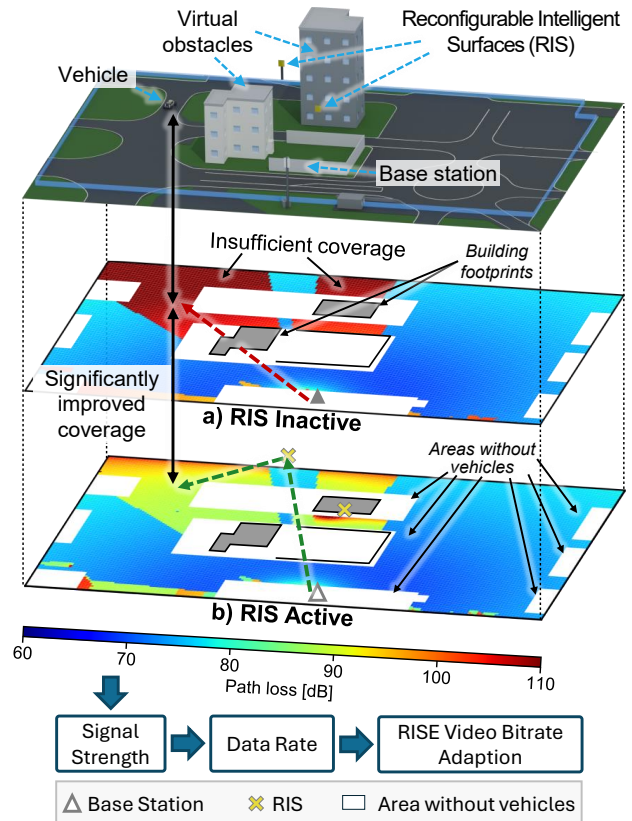 Virtual
obstacles
Reconfigurable Intelligent
Surfaces (RIS)
Vehicle
Base station
Insufficient coverage
Building
footprints
Significantly
improved
coverage
a) RIS Inactive
Areas without
vehicles
b) RIS Active
60
70
80
90
100
110
Path loss [dB]
Signal
Strength
Data Rate
RISE Video Bitrate
Adaption
Base Station
RIS
Area without vehicles